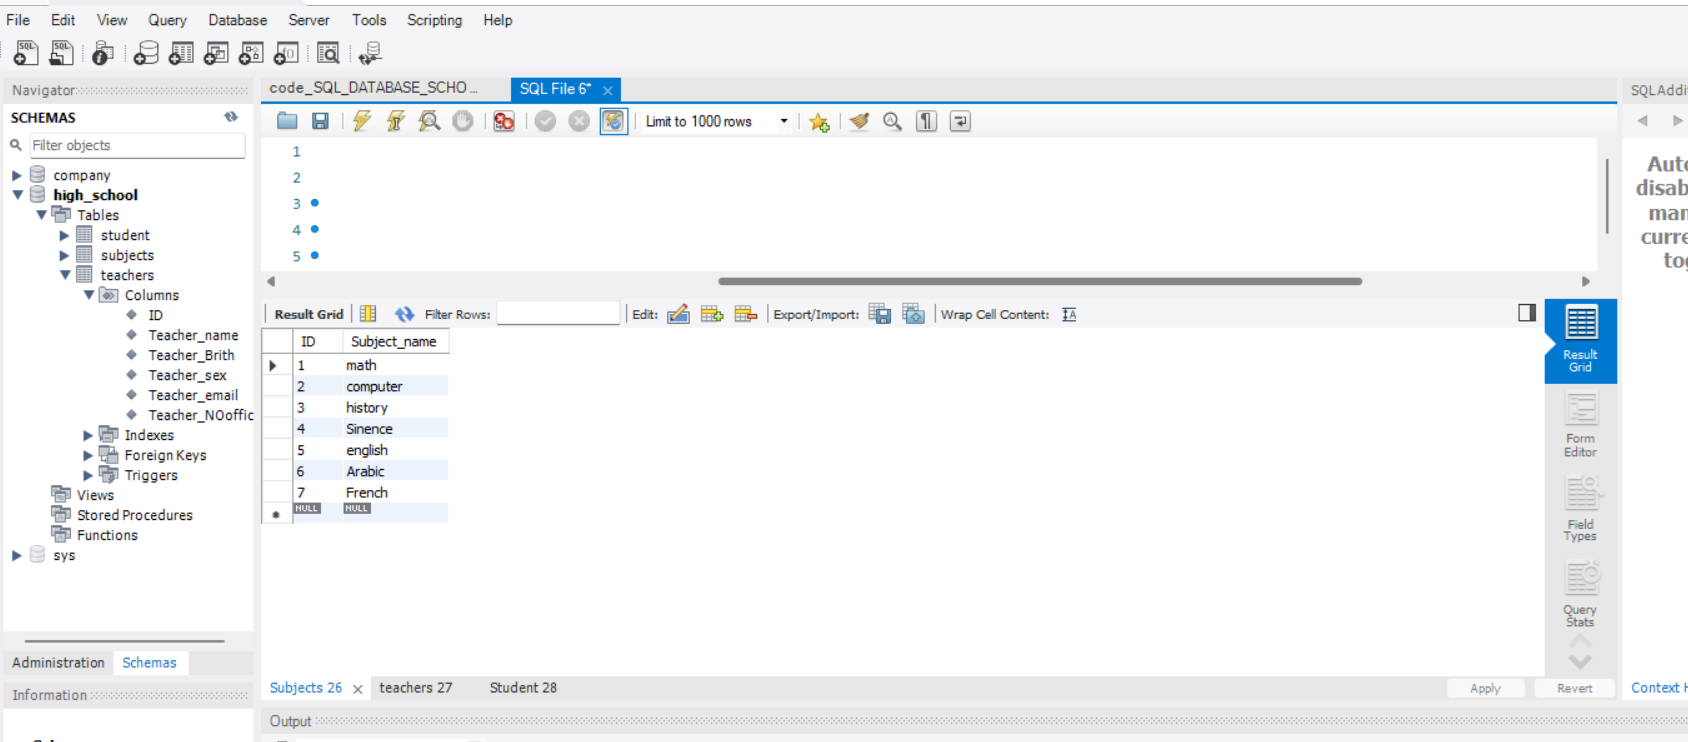 File Edit View Query Database Server Tools Scripting Help
SQL SQL
Navigator
code_SQL_DATABASE_SCHO...
SQL File 6*
SQLAddi
SCHEMAS
Filter objects
Limit to 1000 rows
company
high_school
Tables
student
subjects
teachers
Columns
ID
Teacher_name
Teacher_Brith
Teacher_sex
Teacher_email
Teacher_NOoffic
Indexes
Foreign Keys
Triggers
Views
Stored Procedures
Functions
sys
Administration Schemas
Information
1
2
3
4
5
Result Grid Filter Rows: Edit: Export/Import: Wrap Cell Content:
ID Subject_name
1 math
2 computer
3 history
4 Sinence
5 english
6 Arabic
7 French
NULL NULL
Result
Grid
Form
Editor
Field
Types
Query
Stats
Subjects 26 teachers 27 Student 28
Apply Revert
Output
Auto
disab
man
curre
tog
Context H